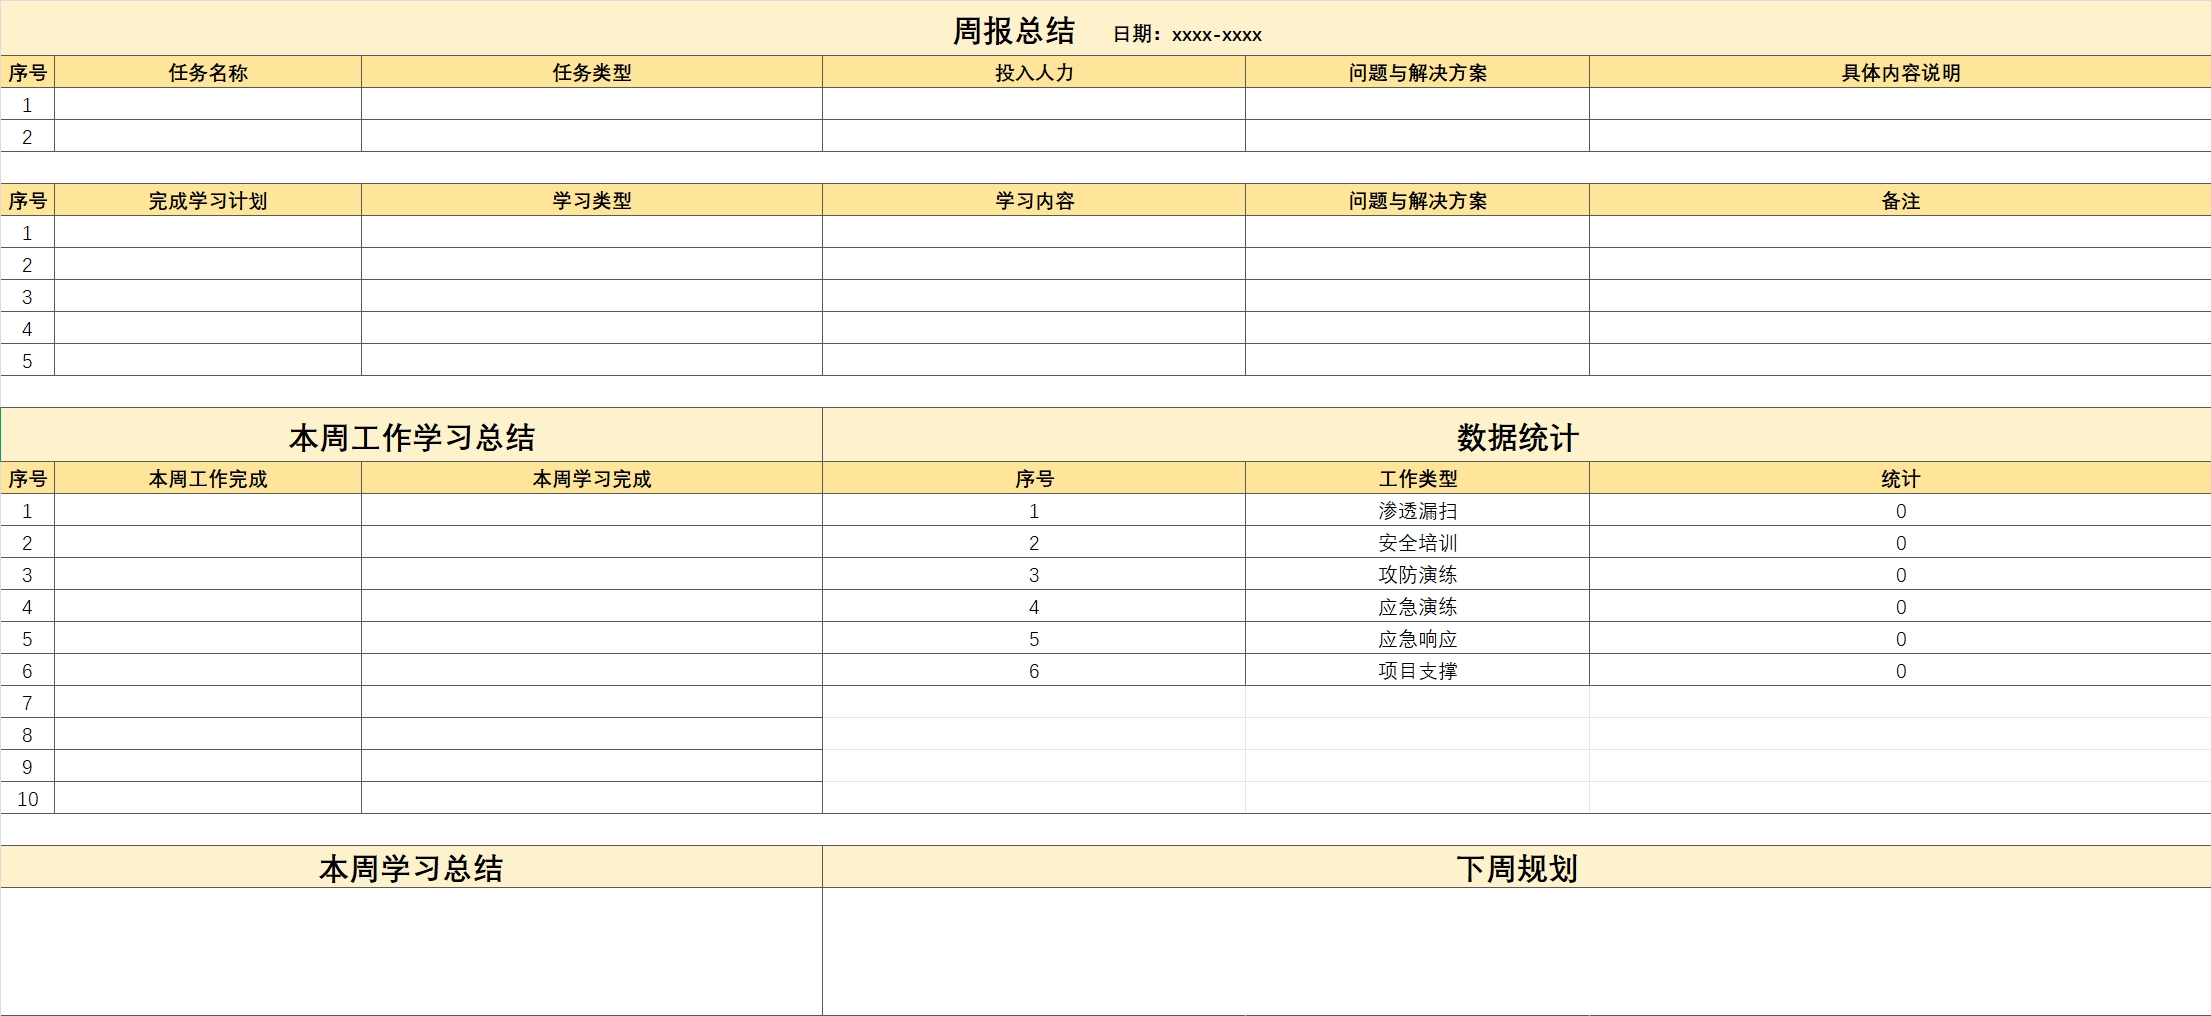 周报总结 日期：xxxx-xxxx
序号 任务名称 任务类型 投入人力 问题与解决方案 具体内容说明
1
2
序号 完成学习计划 学习类型 学习内容 问题与解决方案 备注
1
2
3
4
5
本周工作学习总结 数据统计
序号 本周工作完成 本周学习完成 序号 工作类型 统计
1 1 渗透漏扫 0
2 2 安全培训 0
3 3 攻防演练 0
4 4 应急演练 0
5 5 应急响应 0
6 6 项目支撑 0
7
8
9
10
本周学习总结 下周规划